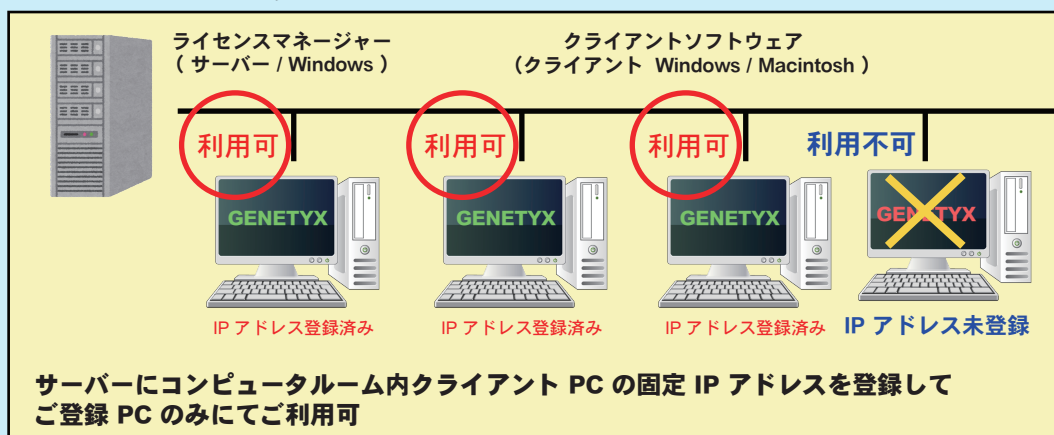 ライセンスマネージャー
( サーバー / Windows )
クライアントソフトウェア
(クライアント Windows / Macintosh )
利用可
利用可
利用可
利用不可
GENETYX
GENETYX
GENETYX
GENETYX
IP アドレス登録済み
IP アドレス登録済み
IP アドレス登録済み
IP アドレス未登録
サーバーにコンピュータルーム内クライアント PC の固定 IP アドレスを登録して
ご登録 PC のみにてご利用可